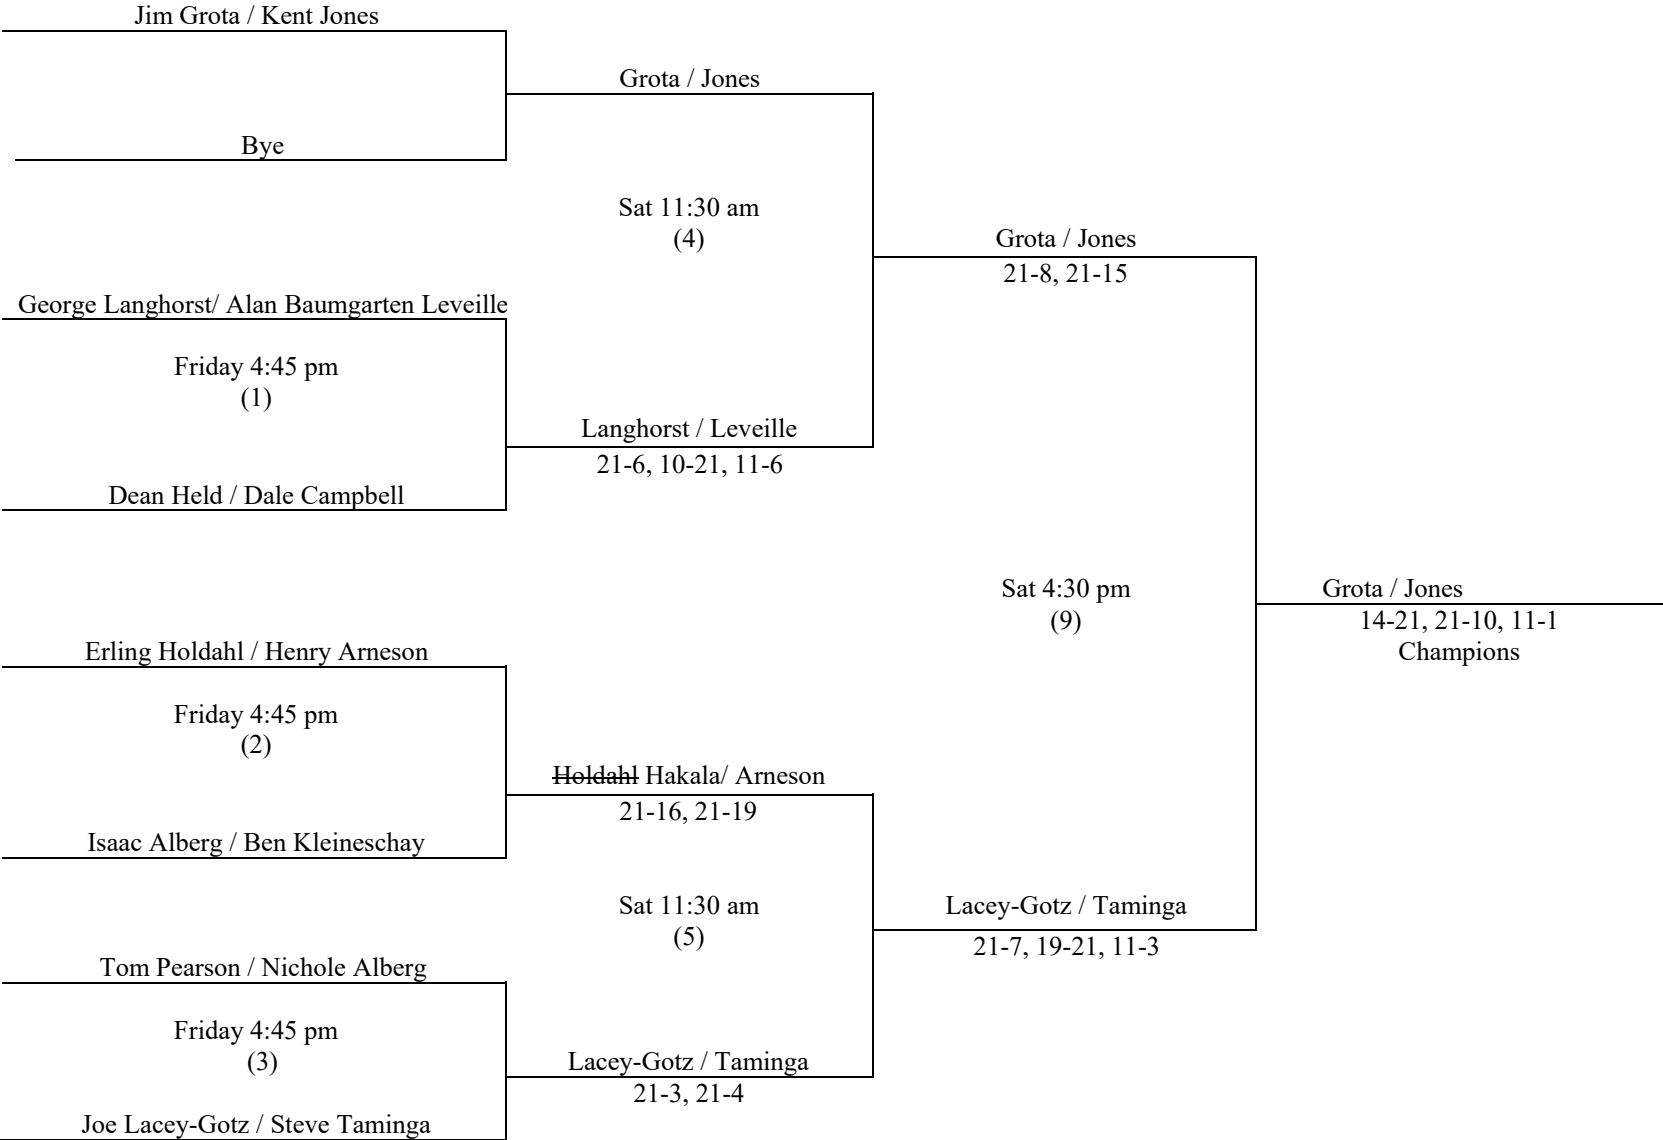 Jim Grota / Kent Jones
Grota / Jones
Bye
Sat 11:30 am
(4)
Grota / Jones
21-8, 21-15
George Langhorst/ Alan Baumgarten Leveille
Friday 4:45 pm
(1)
Langhorst / Leveille
21-6, 10-21, 11-6
Dean Held / Dale Campbell
Sat 4:30 pm
(9)
Grota / Jones
14-21, 21-10, 11-1
Champions
Erling Holdahl / Henry Arneson
Friday 4:45 pm
(2)
Holdahl Hakala/ Arneson
21-16, 21-19
Isaac Alberg / Ben Kleineschay
Sat 11:30 am
(5)
Lacey-Gotz / Taminga
21-7, 19-21, 11-3
Tom Pearson / Nichole Alberg
Friday 4:45 pm
(3)
Lacey-Gotz / Taminga
21-3, 21-4
Joe Lacey-Gotz / Steve Taminga